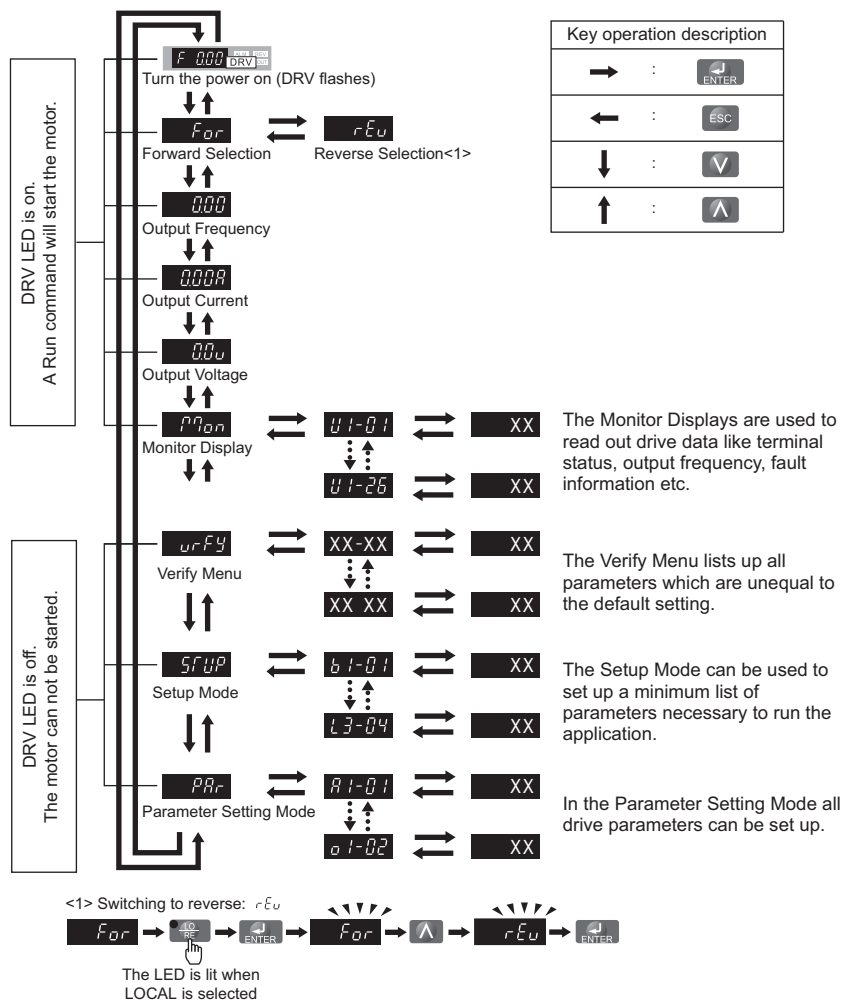 F 0.00
ALM REV
DRV OUT
Turn the power on (DRV flashes)
For
rEv
Forward Selection
Reverse Selection<1>
0.00
Output Frequency
0.00A
Output Current
0.0v
Output Voltage
Mon
U1-01
XX
Monitor Display
U1-26
XX
The Monitor Displays are used to
read out drive data like terminal
status, output frequency, fault
information etc.
DRV LED is on.
A Run command will start the motor.
Key operation description
→ : ENTER
← : ESC
↓ : V
↑ : Λ
DRV LED is off.
The motor can not be started.
vrFY
XX-XX
XX
Verify Menu
XX XX
XX
The Verify Menu lists up all
parameters which are unequal to
the default setting.
STUP
b1-01
XX
Setup Mode
L3-04
XX
The Setup Mode can be used to
set up a minimum list of
parameters necessary to run the
application.
PAr
A1-01
XX
Parameter Setting Mode
o1-02
XX
In the Parameter Setting Mode all
drive parameters can be set up.
<1> Switching to reverse: rEv
For LO RE ENTER For Λ rEv ENTER
The LED is lit when
LOCAL is selected